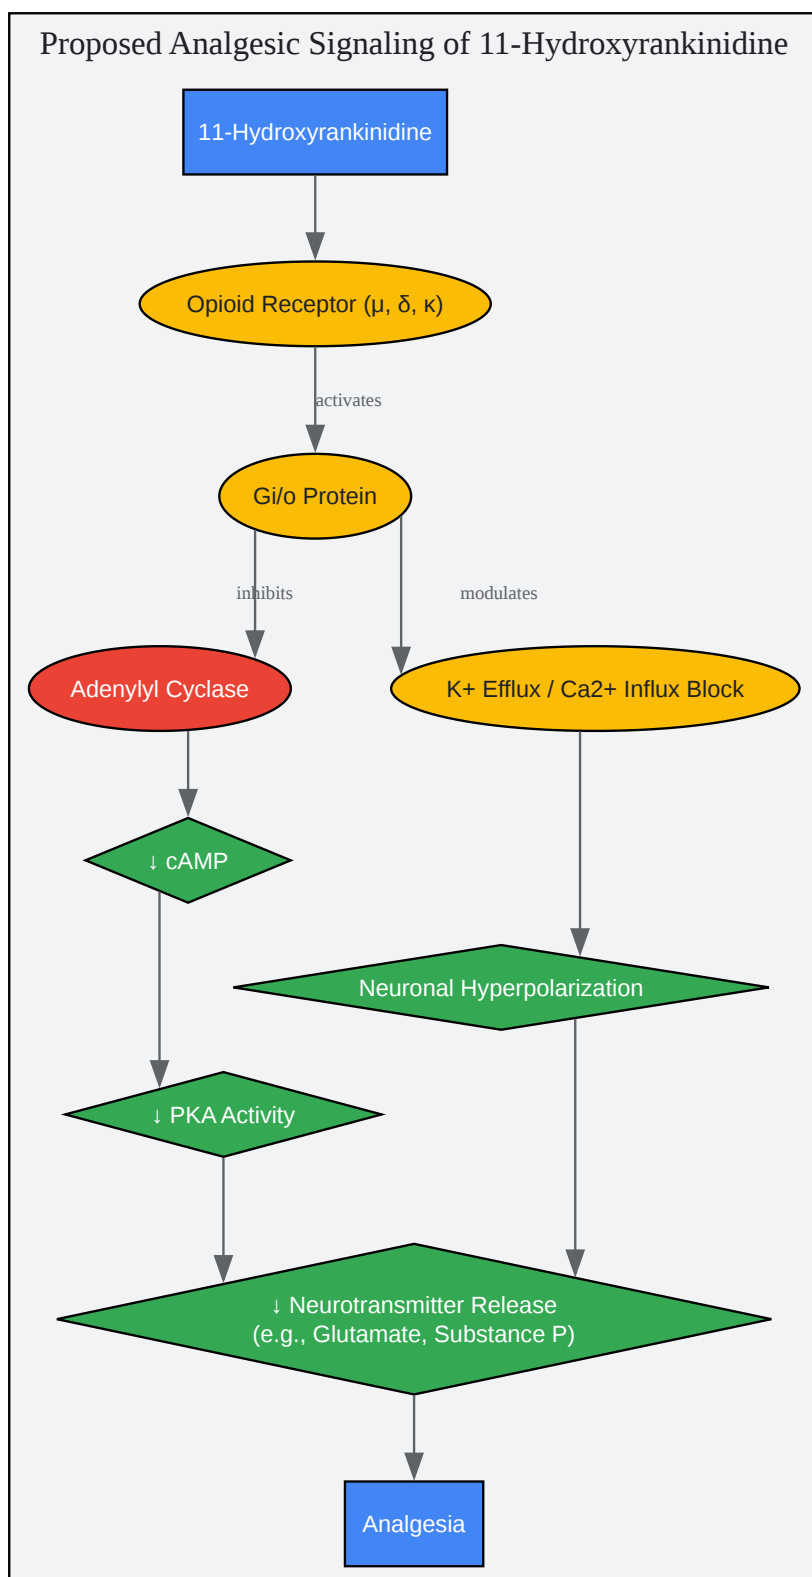 Proposed Analgesic Signaling of 11-Hydroxyrankinidine
11-Hydroxyrankinidine
Opioid Receptor (μ, δ, κ)
activates
Gi/o Protein
inhibits
modulates
Adenylyl Cyclase
K+ Efflux / Ca2+ Influx Block
↓ cAMP
Neuronal Hyperpolarization
↓ PKA Activity
↓ Neurotransmitter Release
(e.g., Glutamate, Substance P)
Analgesia